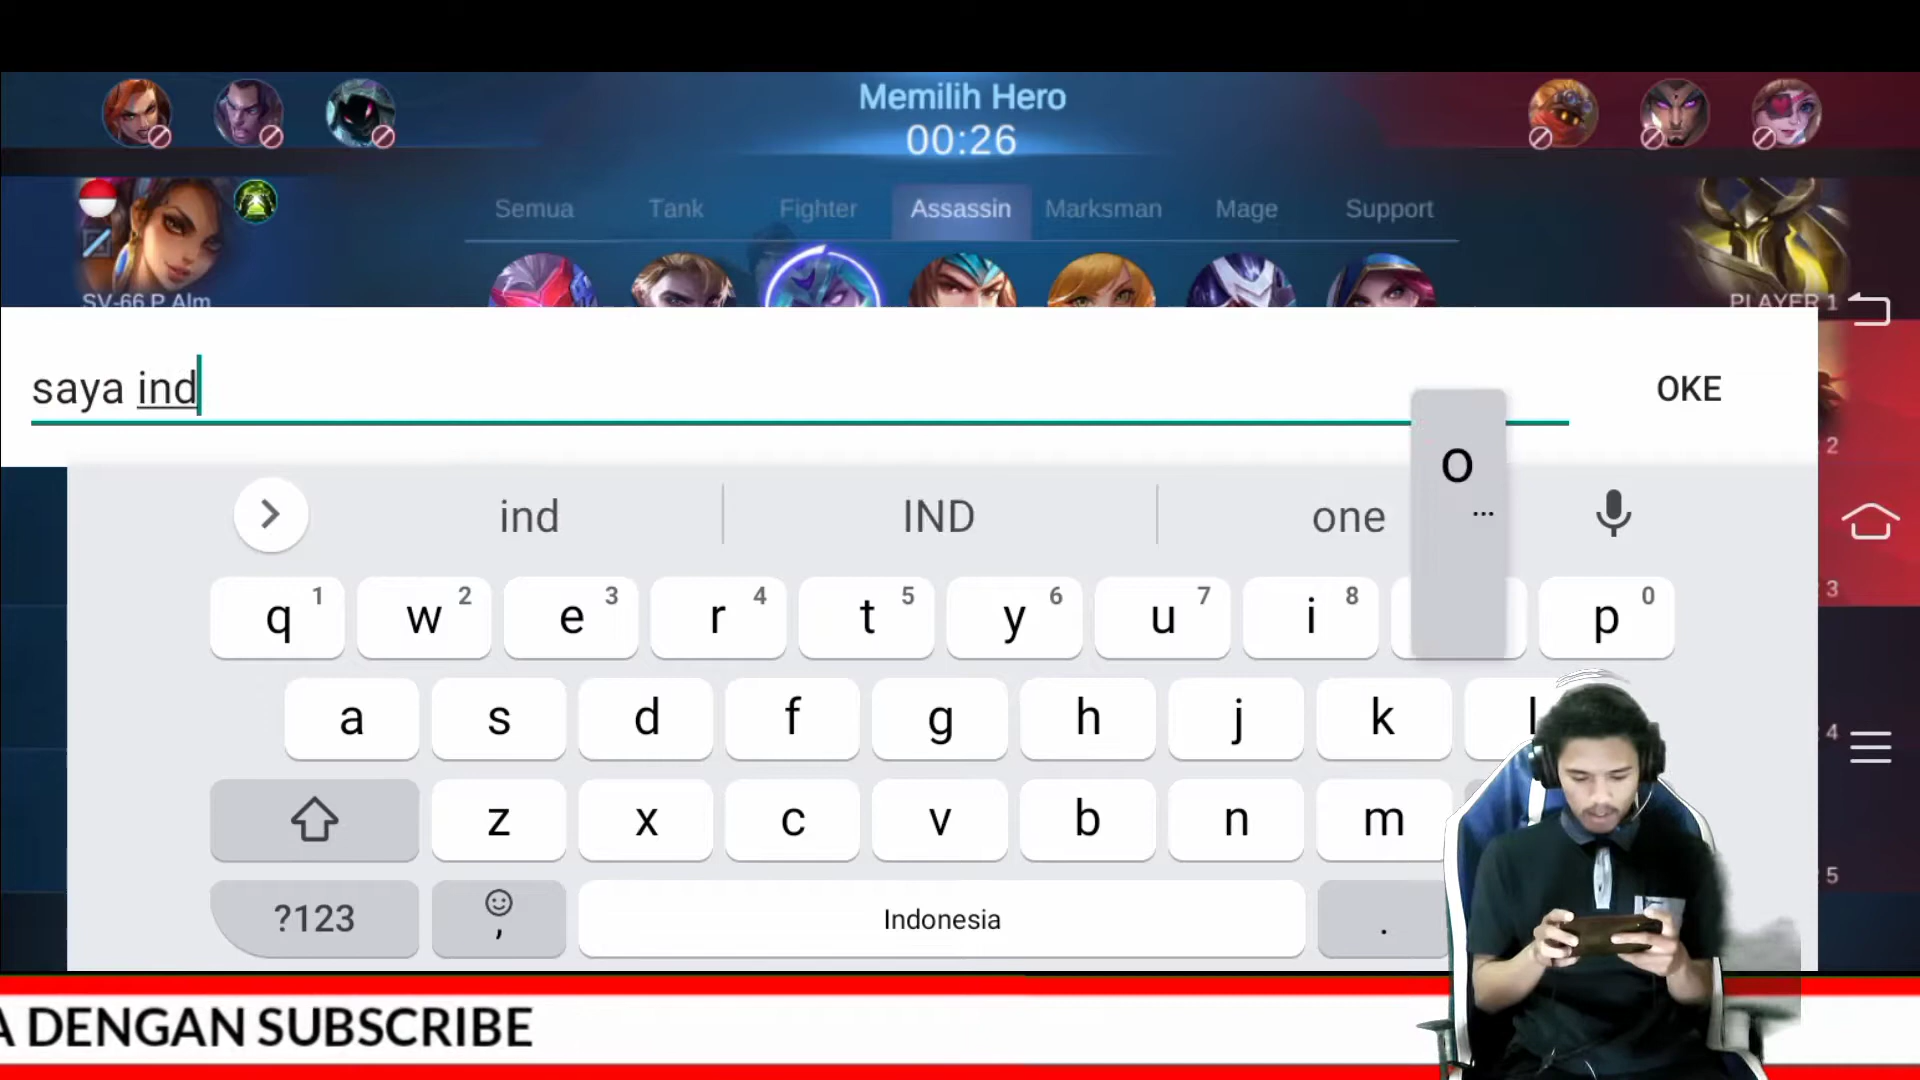 Memilih Hero
00:26
Semua Tank Fighter Assassin Marksman Mage Support
SV-66 P Alm
PLAYER 1
saya ind
OKE
2
ind IND one
o
...
3
q 1 w 2 e 3 r 4 t 5 y 6 u 7 i 8 p 0
a s d f g h j k l
4
z x c v b n m
5
?123 , Indonesia .
A DENGAN SUBSCRIBE